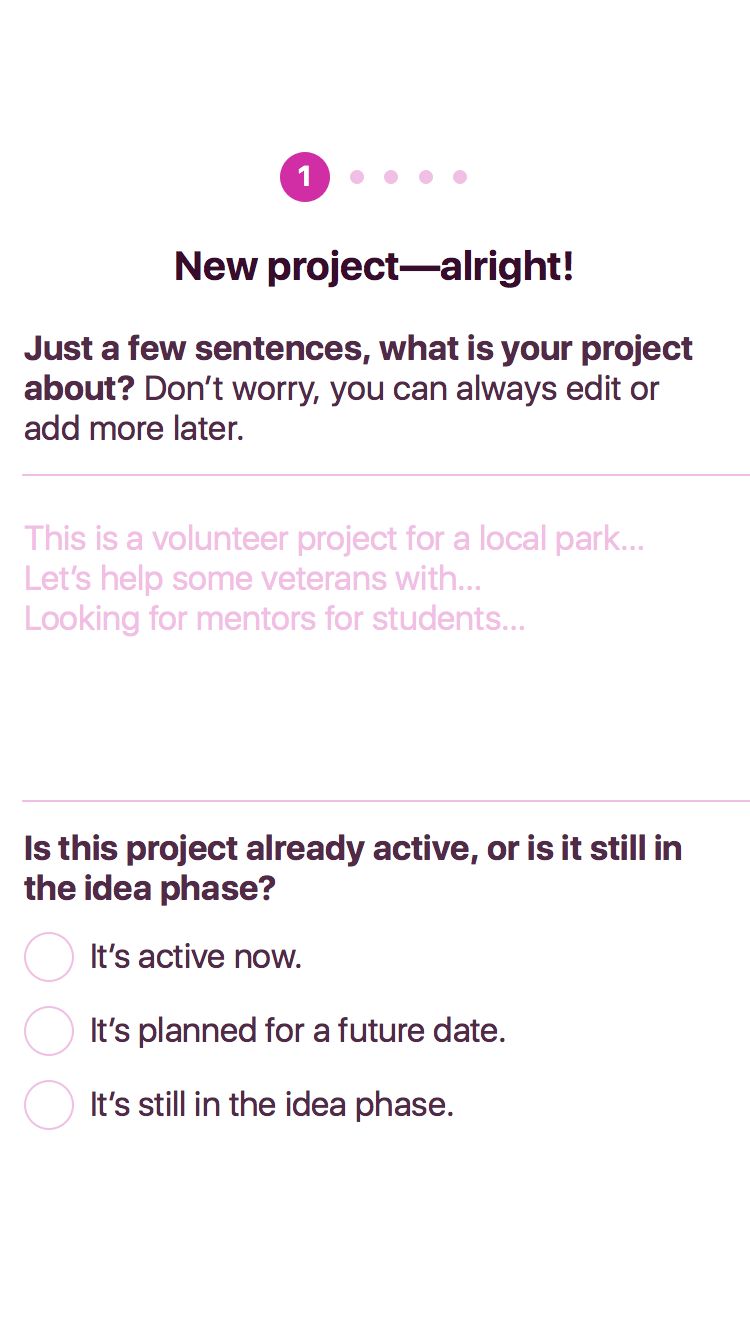 1
New project—alright!
Just a few sentences, what is your project
about? Don’t worry, you can always edit or
add more later.
This is a volunteer project for a local park...
Let’s help some veterans with...
Looking for mentors for students...
Is this project already active, or is it still in
the idea phase?
It’s active now.
It’s planned for a future date.
It’s still in the idea phase.